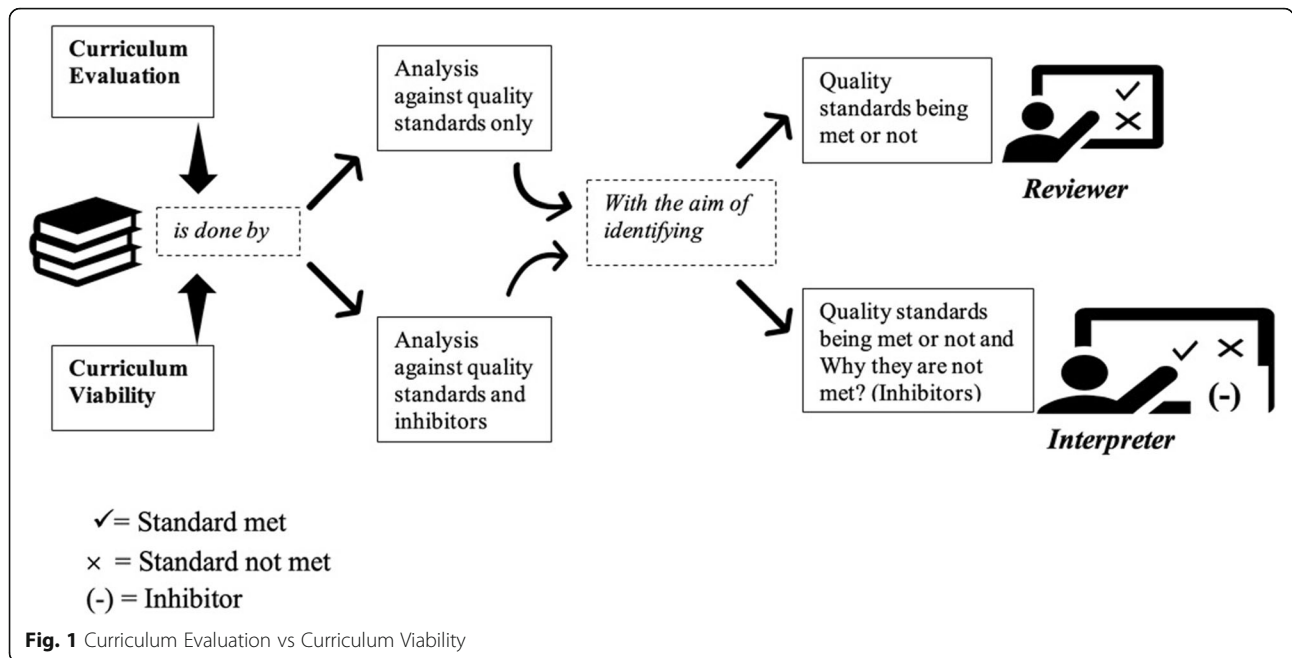 Curriculum
Evaluation
is done by
Curriculum
Viability
Analysis
against quality
standards only
Analysis
against quality
standards and
inhibitors
With the aim of
identifying
Quality
standards being
met or not
Reviewer
Quality standards
being met or not and
Why they are not
met? (Inhibitors)
(-)
Interpreter
✓= Standard met
× = Standard not met
(-) = Inhibitor
Fig. 1 Curriculum Evaluation vs Curriculum Viability